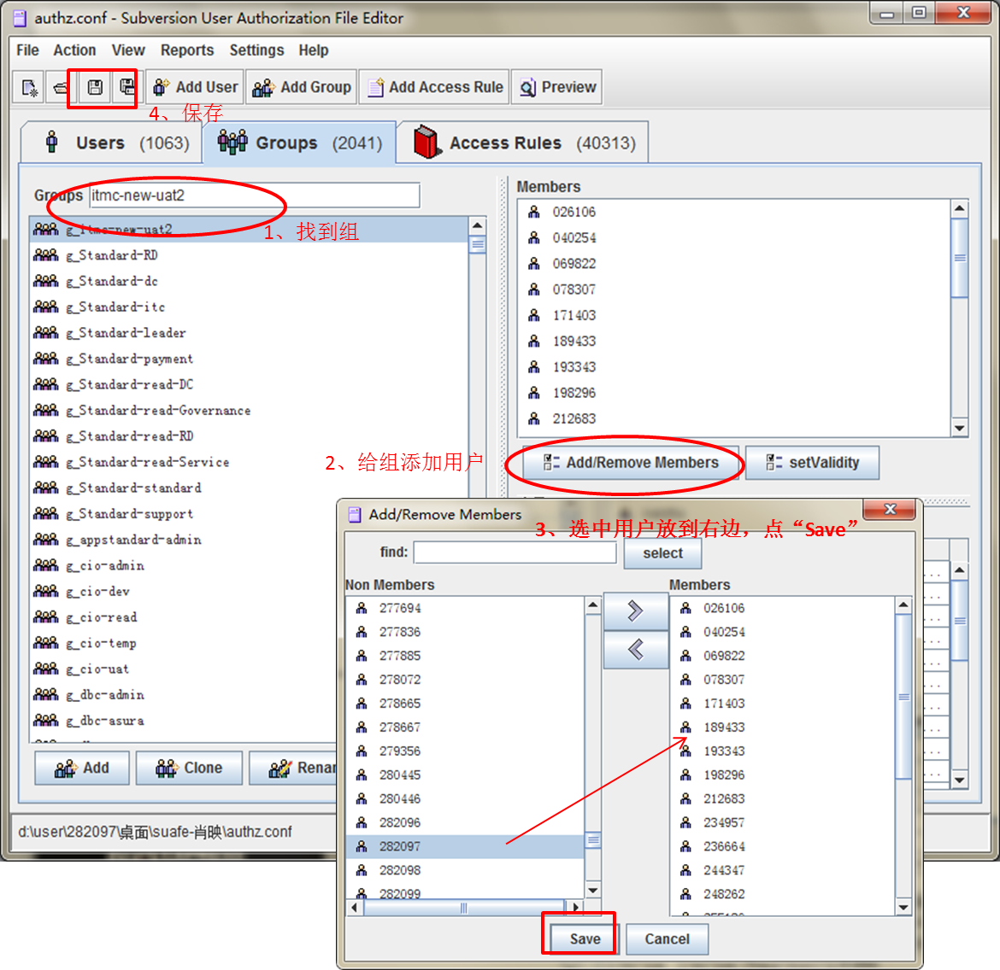 authz.conf - Subversion User Authorization File Editor
File Action View Reports Settings Help
Add User Add Group Add Access Rule Preview
4、保存
Users (1063) Groups (2041) Access Rules (40313)
Groups itmc-new-uat2
1、找到组
g_itmc-new-uat2
g_Standard-RD
g_Standard-dc
g_Standard-itc
g_Standard-leader
g_Standard-payment
g_Standard-read-DC
g_Standard-read-Governance
g_Standard-read-RD
g_Standard-read-Service
g_Standard-standard
g_Standard-support
g_appstandard-admin
g_cio-admin
g_cio-dev
g_cio-read
g_cio-temp
g_cio-uat
g_dbc-admin
g_dbc-asura
Add Clone Renam
Members
026106
040254
069822
078307
171403
189433
193343
198296
212683
2、给组添加用户
Add/Remove Members setValidity
Add/Remove Members
3、选中用户放到右边，点“Save”
find: select
Non Members
277694
277836
277885
278072
278665
278667
279356
280445
280446
282096
282097
282098
282099
Members
026106
040254
069822
078307
171403
189433
193343
198296
212683
234957
236664
244347
248262
Save Cancel
d:\user\282097\桌面\suafe-肖映\authz.conf